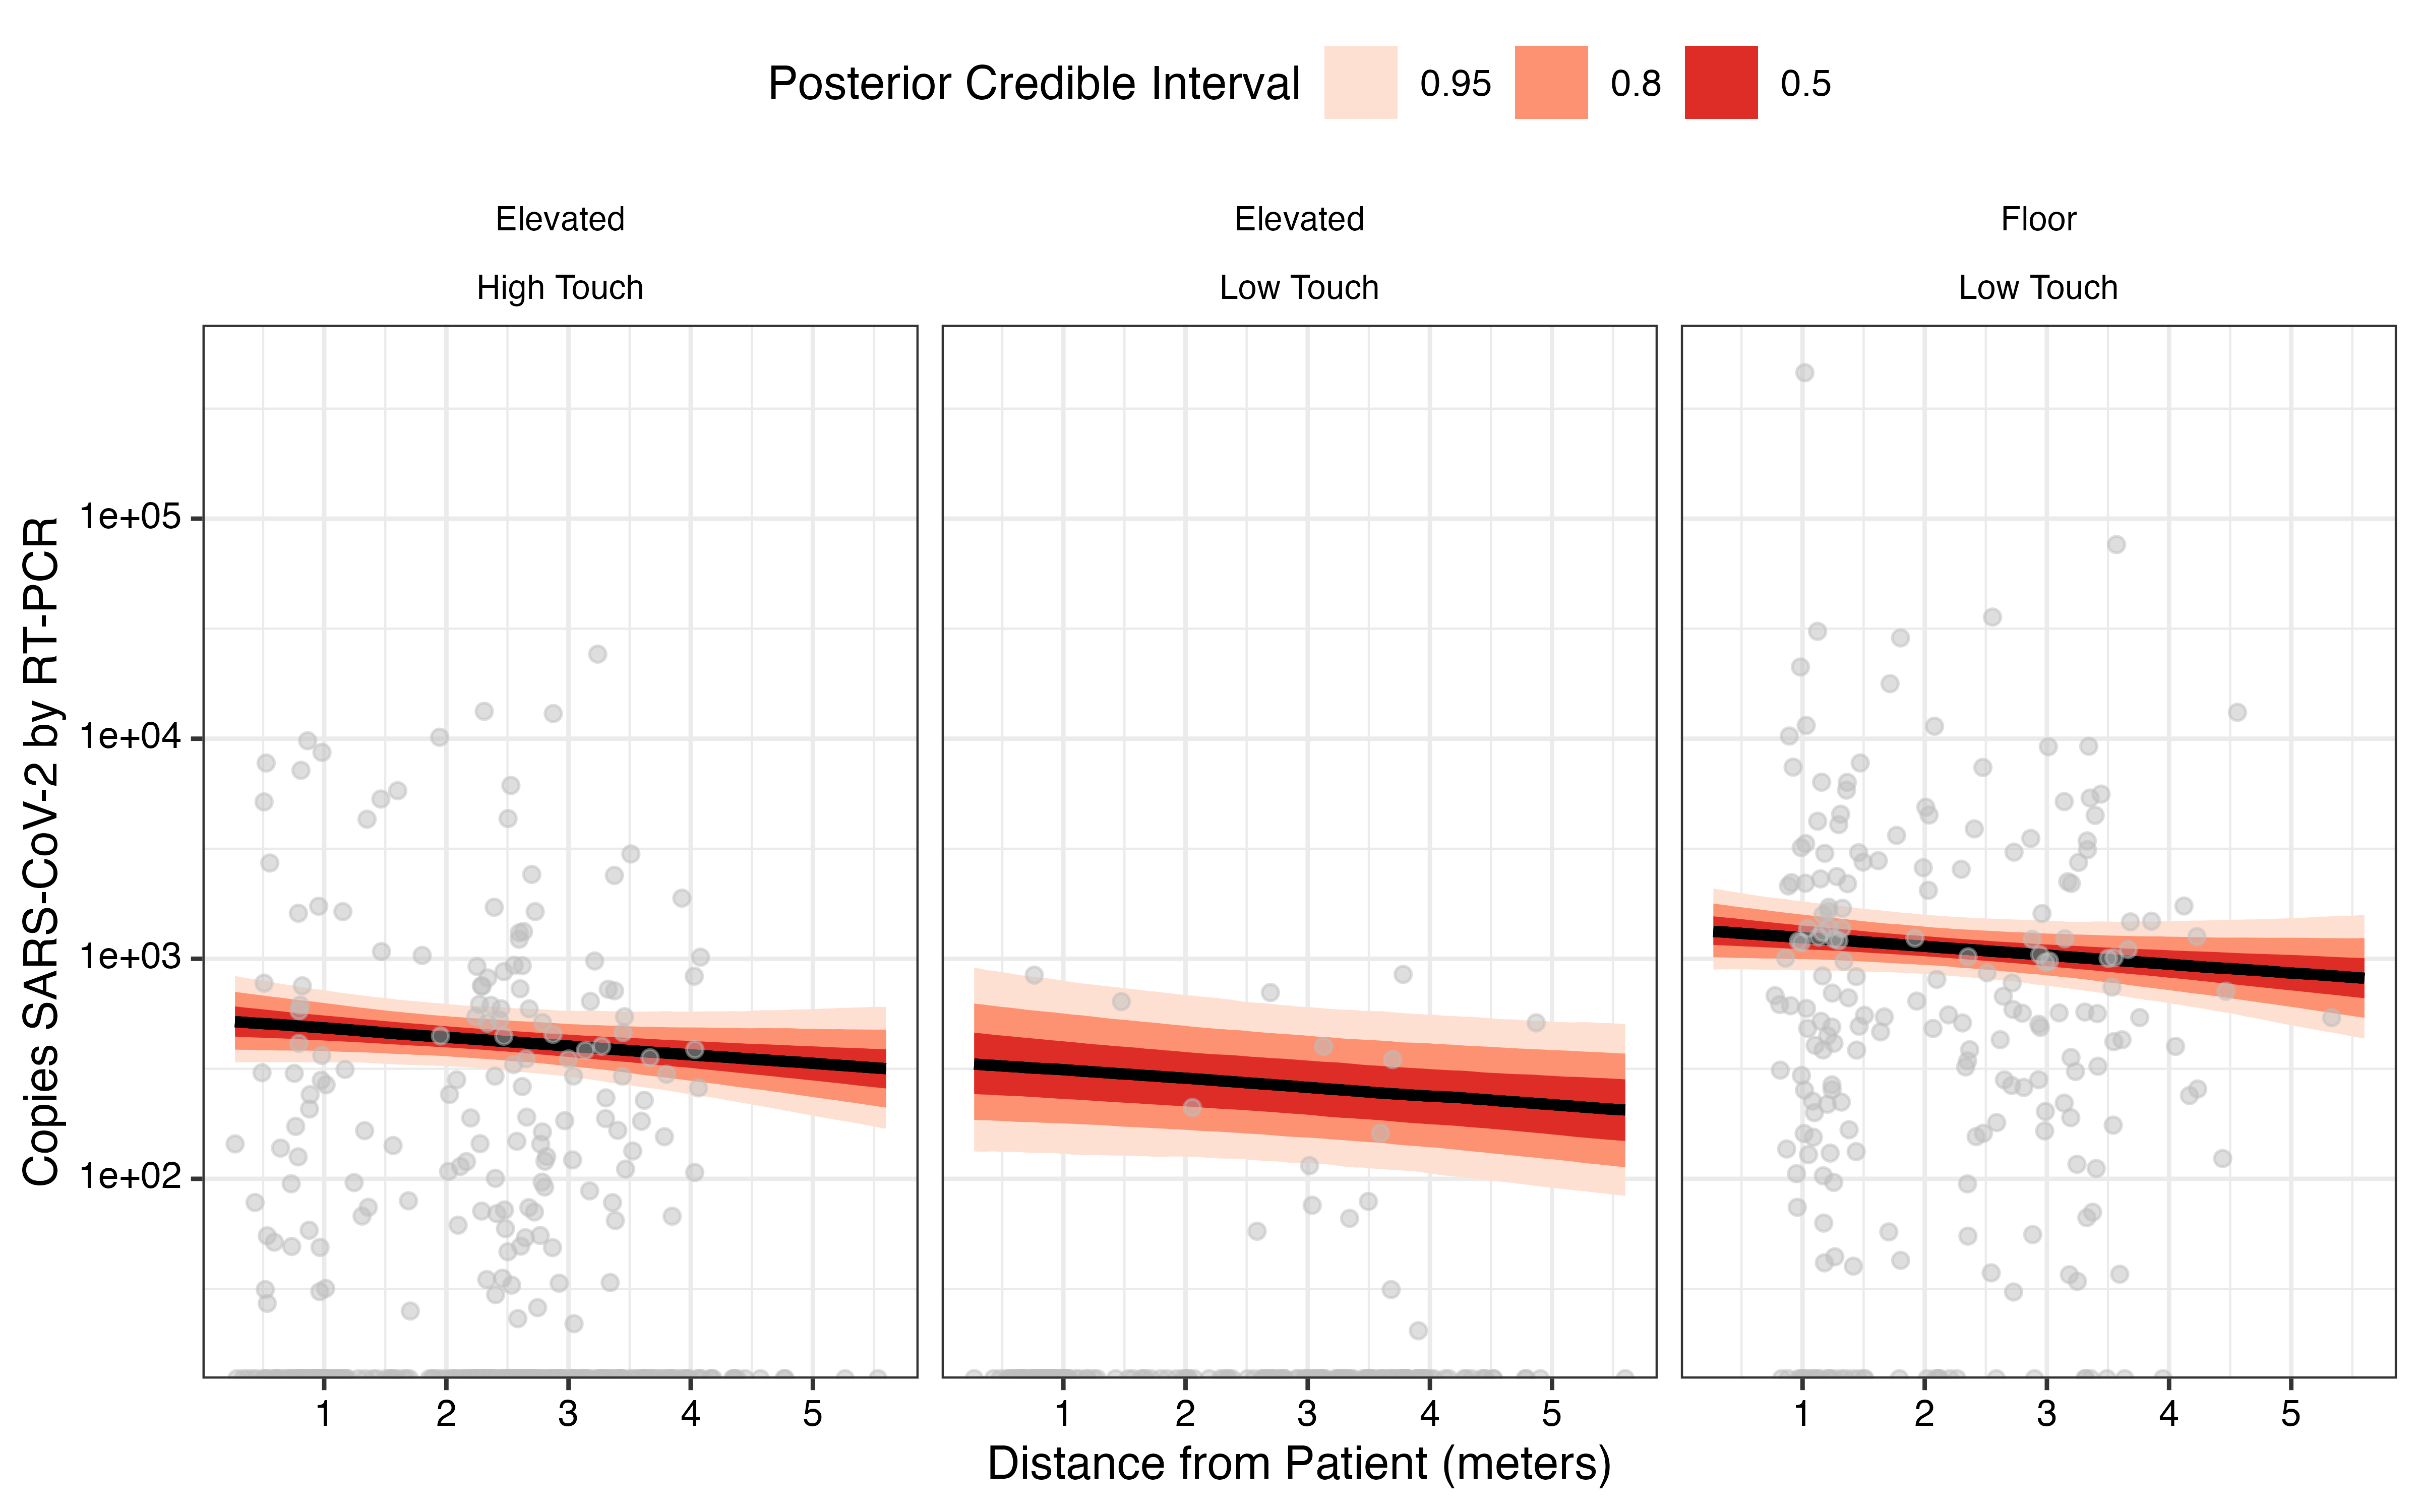 Posterior Credible Interval 0.95 0.8 0.5
Elevated Elevated Floor
High Touch Low Touch Low Touch
Copies SARS-CoV-2 by RT-PCR
1e+05
1e+04
1e+03
1e+02
1 2 3 4 5 1 2 3 4 5 1 2 3 4 5
Distance from Patient (meters)